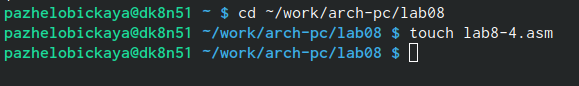 pazhelobickaya@dk8n51 ~ $ cd ~/work/arch-pc/lab08
pazhelobickaya@dk8n51 ~/work/arch-pc/lab08 $ touch lab8-4.asm
pazhelobickaya@dk8n51 ~/work/arch-pc/lab08 $